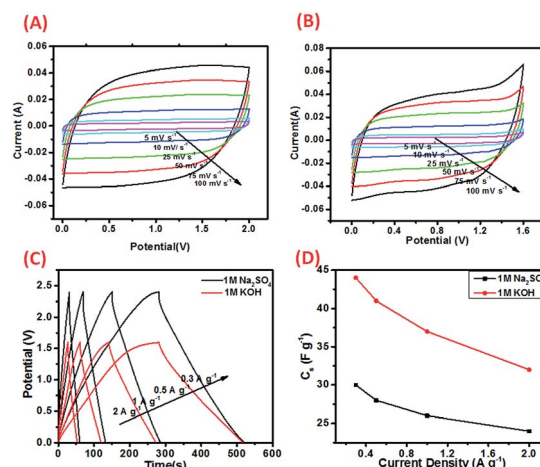 (A)
0.06
0.04
0.02
0.00
-0.02
-0.04
-0.06
Current (A)
5 mV s⁻¹
10 mV/ s⁻¹
25 mV s⁻¹
50 mV s⁻¹
75 mV s⁻¹
100 mV s⁻¹
0.0 0.5 1.0 1.5 2.0
Potential(V)
(B)
0.08
0.06
0.04
0.02
0.00
-0.02
-0.04
-0.06
Current (A)
5 mV s⁻¹
10 mV s⁻¹
25 mV s⁻¹
50 mV s⁻¹
75 mV s⁻¹
100 mV s⁻¹
0.0 0.4 0.8 1.2 1.6
Potential (V)
(C)
1M Na₂SO₄
1M KOH
2.5
2.0
1.5
1.0
0.5
0.0
Potential (V)
2 A g⁻¹
1 A g⁻¹
0.5 A g⁻¹
0.3 A g⁻¹
0 100 200 300 400 500 600
Time(s)
(D)
1M Na₂SO
1M KOH
45
40
35
30
25
Cₛ (F g⁻¹)
0.5 1.0 1.5 2.0
Current Density (A g⁻¹)